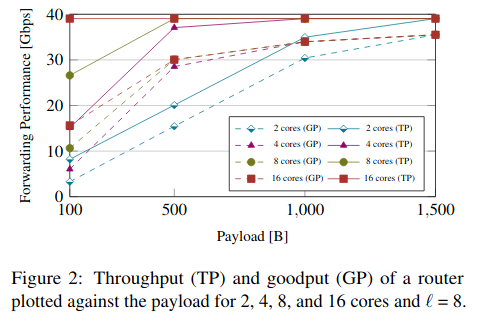 Forwarding Performance [Gbps]
40
30
20
10
0
100
500
1,000
1,500
Payload [B]
2 cores (GP)
2 cores (TP)
4 cores (GP)
4 cores (TP)
8 cores (GP)
8 cores (TP)
16 cores (GP)
16 cores (TP)
Figure 2: Throughput (TP) and goodput (GP) of a router
plotted against the payload for 2, 4, 8, and 16 cores and ℓ = 8.